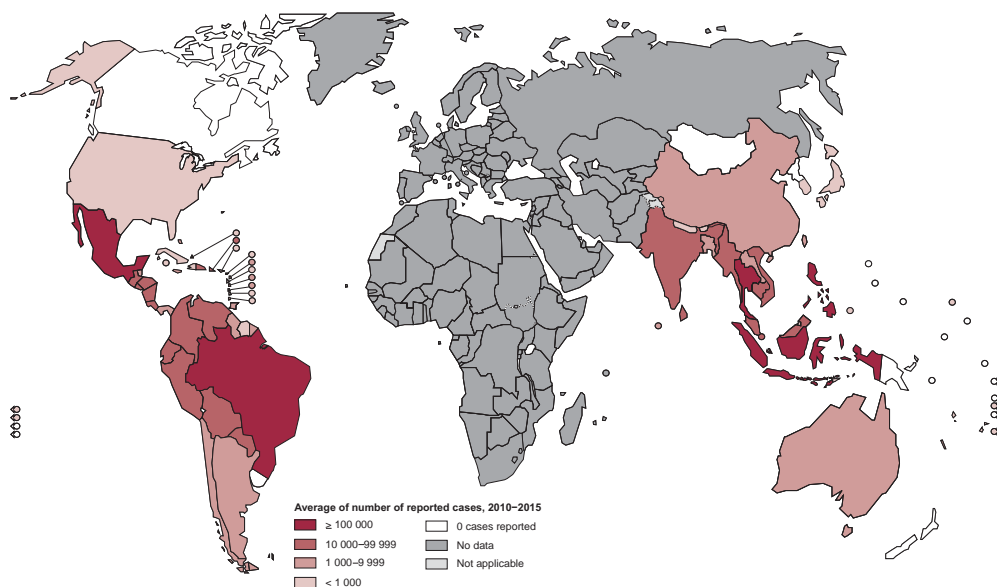 Average of number of reported cases, 2010–2015
≥ 100 000
10 000–99 999
1 000–9 999
< 1 000
0 cases reported
No data
Not applicable